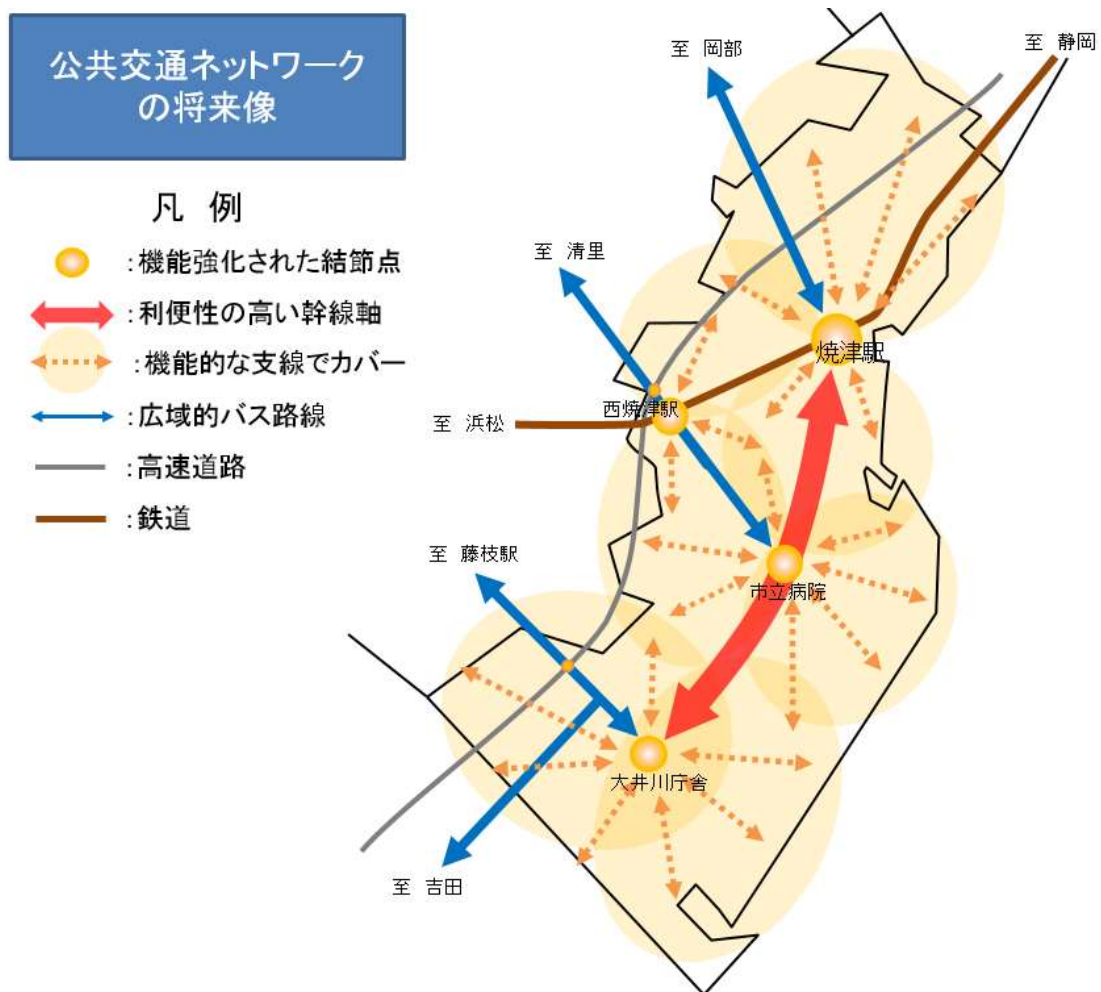 公共交通ネットワーク
の将来像
凡 例
：機能強化された結節点
：利便性の高い幹線軸
：機能的な支線でカバー
：広域的バス路線
：高速道路
：鉄道
至 岡部
至 静岡
至 清里
焼津駅
西焼津駅
至 浜松
至 藤枝駅
市立病院
大井川庁舎
至 吉田